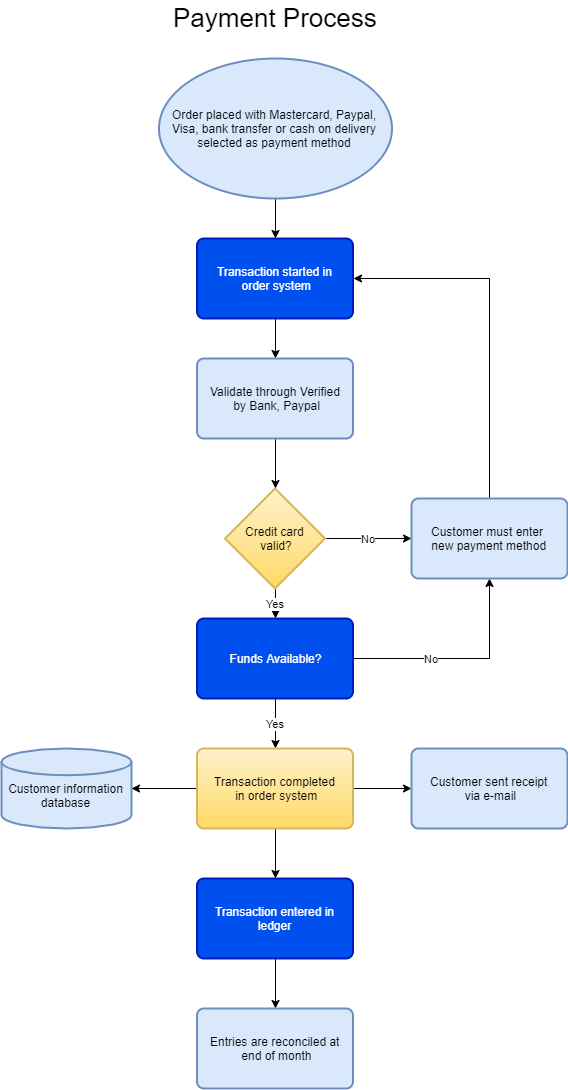 Payment Process
Order placed with Mastercard, Paypal,
Visa, bank transfer or cash on delivery
selected as payment method
Transaction started in
order system
Validate through Verified
by Bank, Paypal
Credit card
valid?
No
Customer must enter
new payment method
Yes
Funds Available?
No
Yes
Customer information
database
Transaction completed
in order system
Customer sent receipt
via e-mail
Transaction entered in
ledger
Entries are reconciled at
end of month